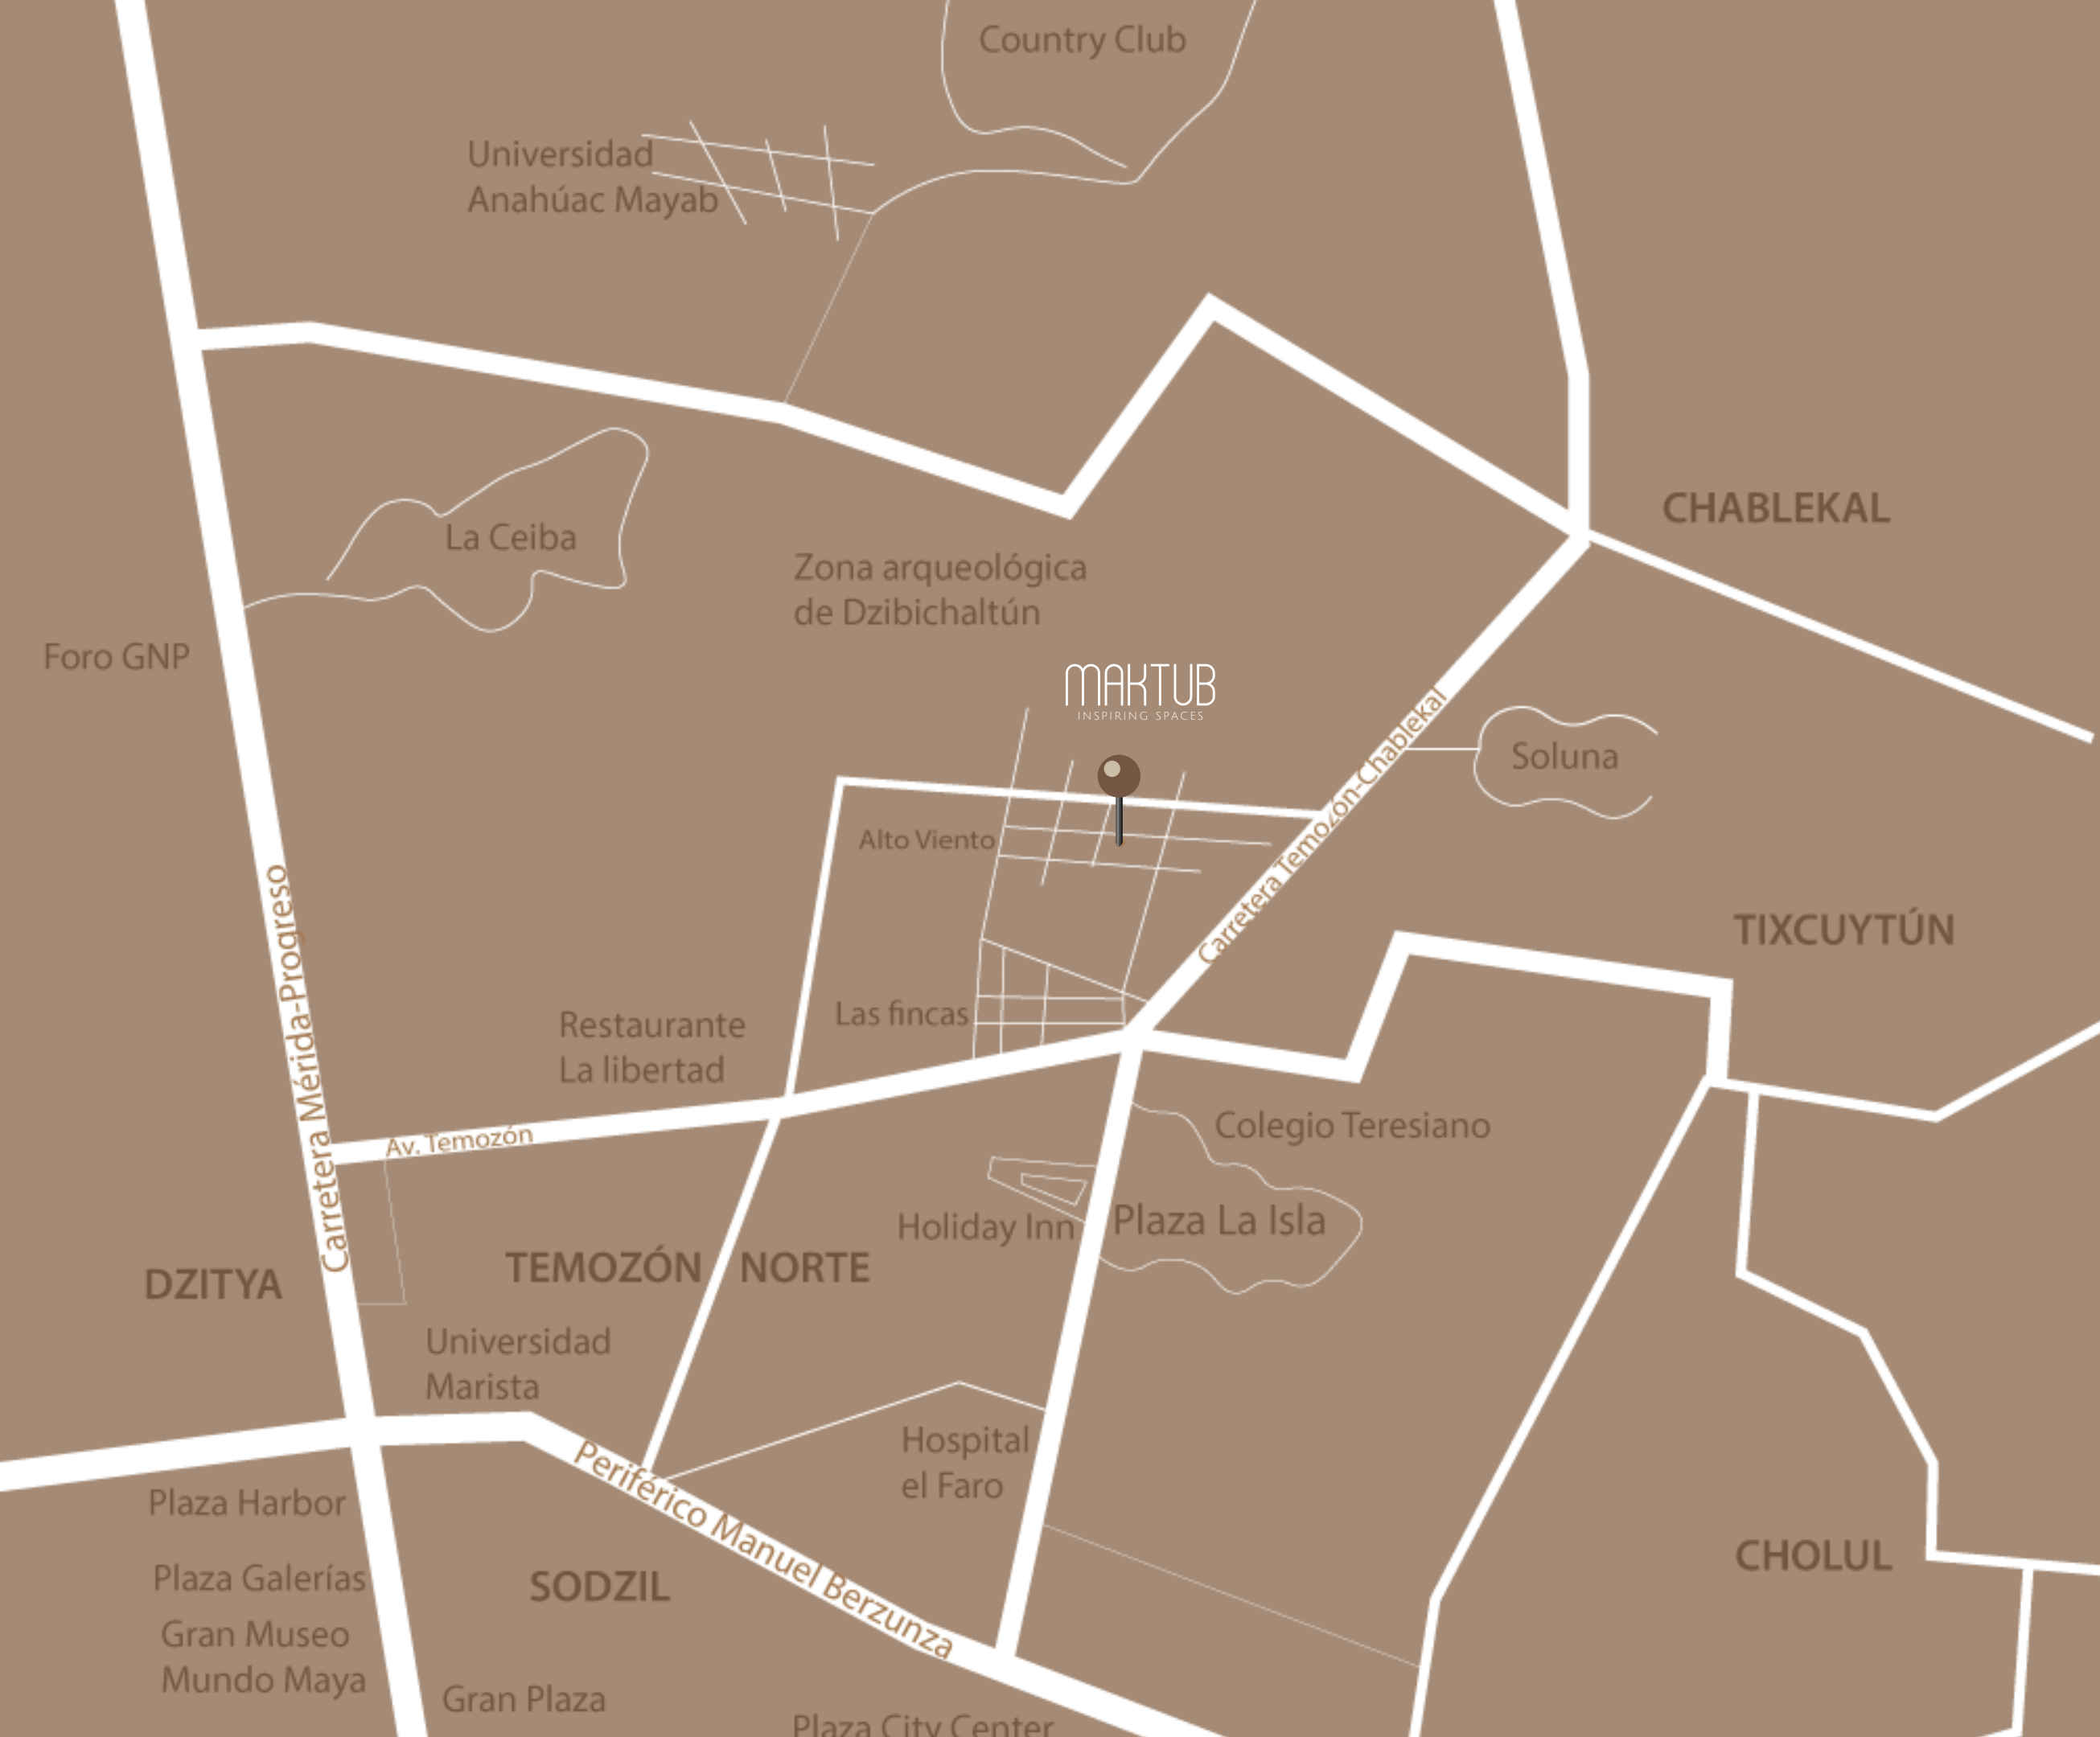 Country Club
Universidad
Anahúac Mayab
CHABLEKAL
La Ceiba
Zona arqueológica
de Dzibichaltún
Foro GNP
MAKTUB
INSPIRING SPACES
Soluna
Carretera Temozón-Chablekal
Alto Viento
TIXCUYTÚN
Carretera Mérida-Progreso
Las fincas
Restaurante
La libertad
Av. Temozón
Colegio Teresiano
Holiday Inn
Plaza La Isla
DZITYA
TEMOZÓN NORTE
Universidad
Marista
Hospital
el Faro
Periférico Manuel Berzunza
Plaza Harbor
CHOLUL
Plaza Galerías
SODZIL
Gran Museo
Mundo Maya
Gran Plaza
Plaza City Center